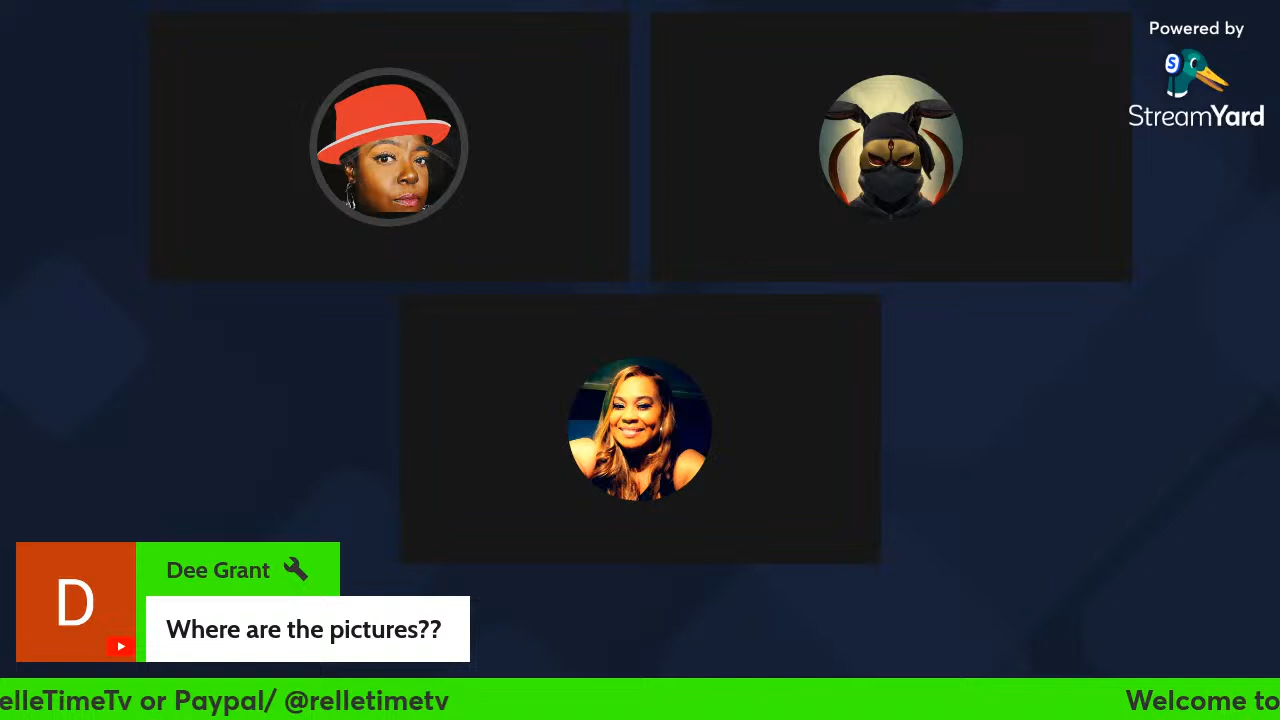 Powered by
S
StreamYard
D
Dee Grant
Where are the pictures??
elleTimeTv or Paypal/ @relletimetv
Welcome to